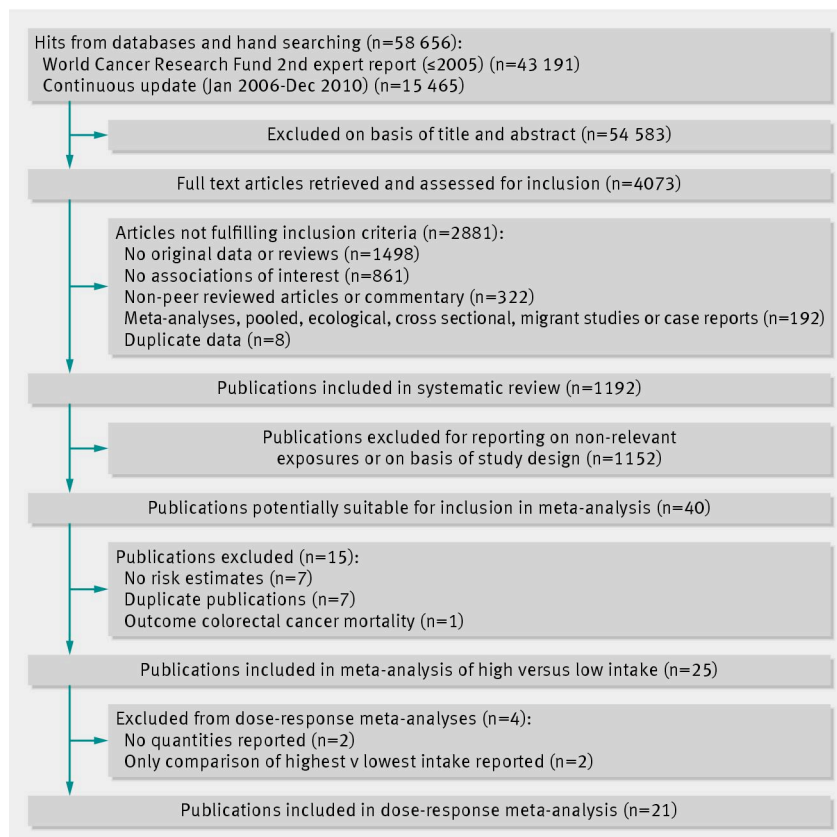 Hits from databases and hand searching (n=58 656):
World Cancer Research Fund 2nd expert report (≤2005) (n=43 191)
Continuous update (Jan 2006-Dec 2010) (n=15 465)
Excluded on basis of title and abstract (n=54 583)
Full text articles retrieved and assessed for inclusion (n=4073)
Articles not fulfilling inclusion criteria (n=2881):
No original data or reviews (n=1498)
No associations of interest (n=861)
Non-peer reviewed articles or commentary (n=322)
Meta-analyses, pooled, ecological, cross sectional, migrant studies or case reports (n=192)
Duplicate data (n=8)
Publications included in systematic review (n=1192)
Publications excluded for reporting on non-relevant
exposures or on basis of study design (n=1152)
Publications potentially suitable for inclusion in meta-analysis (n=40)
Publications excluded (n=15):
No risk estimates (n=7)
Duplicate publications (n=7)
Outcome colorectal cancer mortality (n=1)
Publications included in meta-analysis of high versus low intake (n=25)
Excluded from dose-response meta-analyses (n=4):
No quantities reported (n=2)
Only comparison of highest v lowest intake reported (n=2)
Publications included in dose-response meta-analysis (n=21)